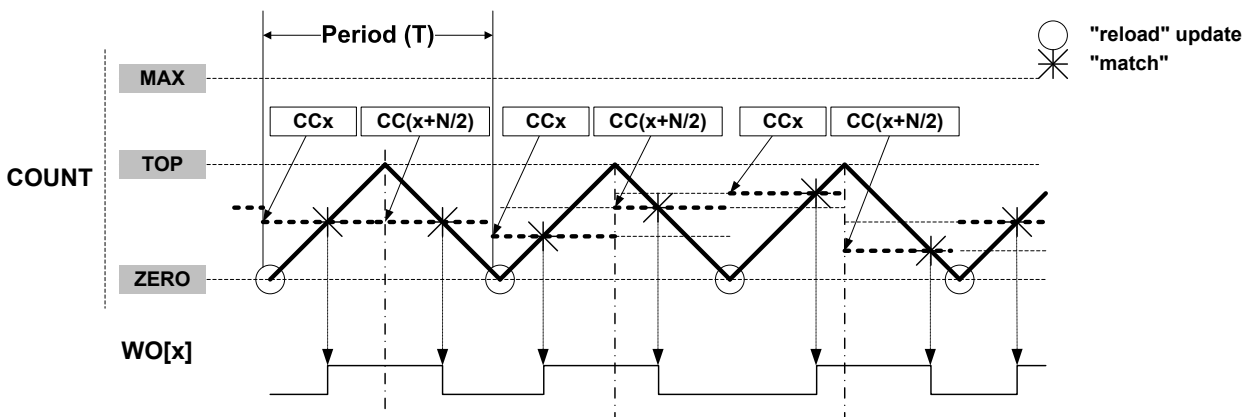 Period (T)
"reload" update
"match"
MAX
CCx
CC(x+N/2)
CCx
CC(x+N/2)
CCx
CC(x+N/2)
TOP
COUNT
ZERO
WO[x]